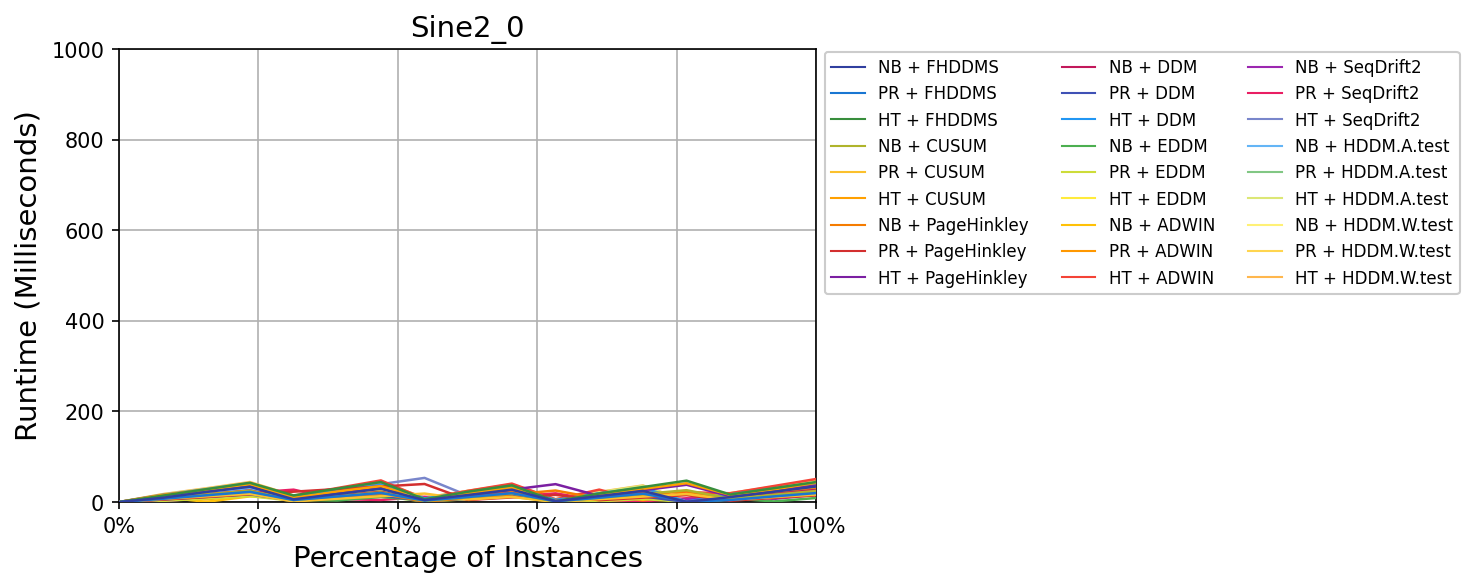 Sine2_0
Runtime (Milliseconds)
1000
800
600
400
200
0
0%
20%
40%
60%
80%
100%
Percentage of Instances
NB + FHDDMS
PR + FHDDMS
HT + FHDDMS
NB + CUSUM
PR + CUSUM
HT + CUSUM
NB + PageHinkley
PR + PageHinkley
HT + PageHinkley
NB + DDM
PR + DDM
HT + DDM
NB + EDDM
PR + EDDM
HT + EDDM
NB + ADWIN
PR + ADWIN
HT + ADWIN
NB + SeqDrift2
PR + SeqDrift2
HT + SeqDrift2
NB + HDDM.A.test
PR + HDDM.A.test
HT + HDDM.A.test
NB + HDDM.W.test
PR + HDDM.W.test
HT + HDDM.W.test